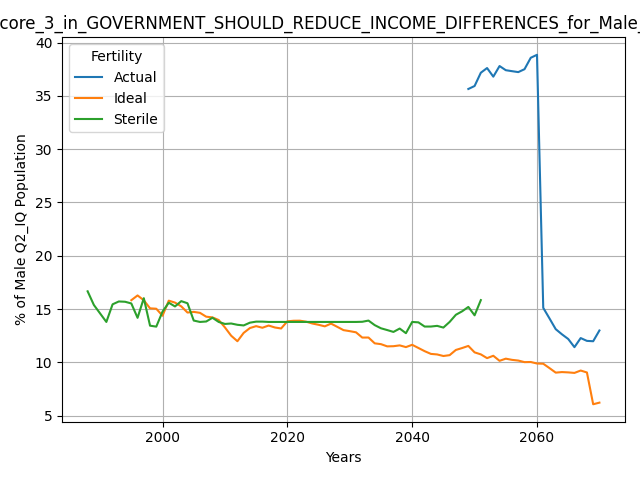 core_3_in_GOVERNMENT_SHOULD_REDUCE_INCOME_DIFFERENCES_for_Male_
40
35
30
25
20
15
10
5
% of Male Q2_IQ Population
Fertility
Actual
Ideal
Sterile
2000
2020
2040
2060
Years